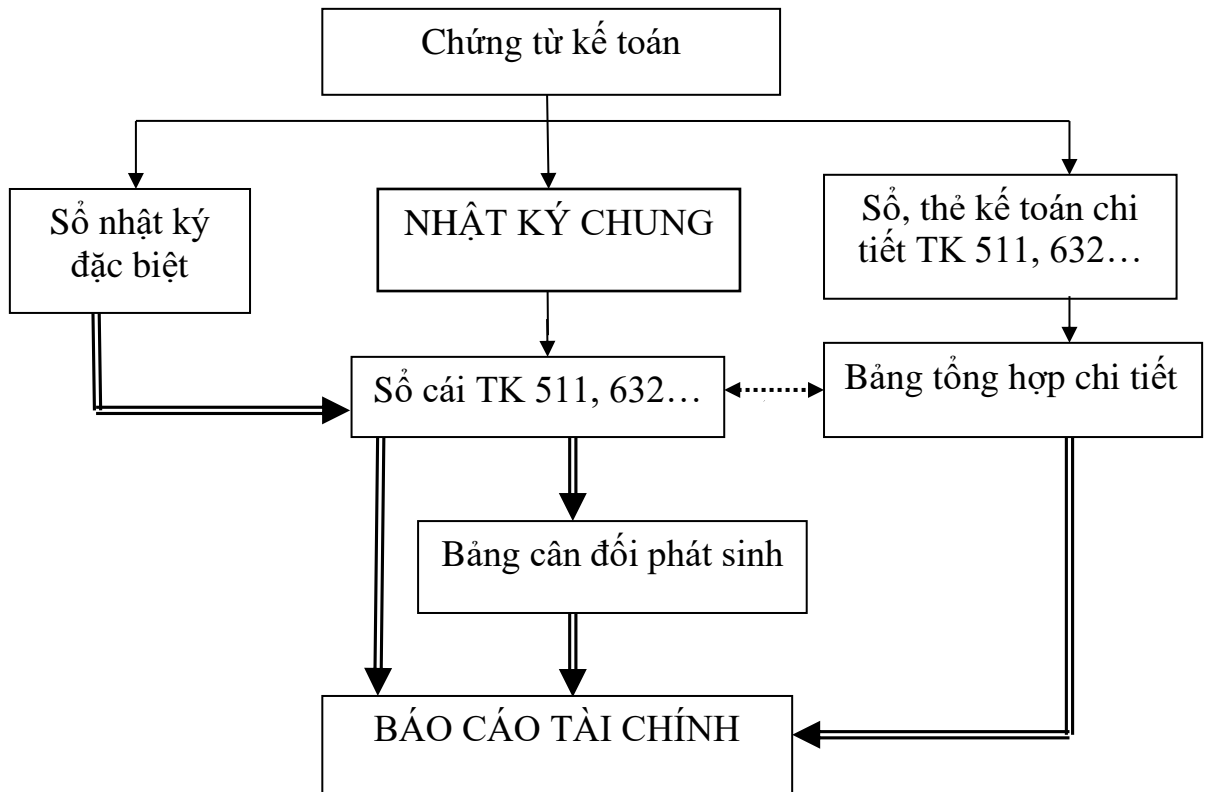 Chứng từ kế toán
Sổ nhật ký
đặc biệt
NHẬT KÝ CHUNG
Sổ, thẻ kế toán chi
tiết TK 511, 632…
Sổ cái TK 511, 632…
Bảng tổng hợp chi tiết
Bảng cân đối phát sinh
BÁO CÁO TÀI CHÍNH